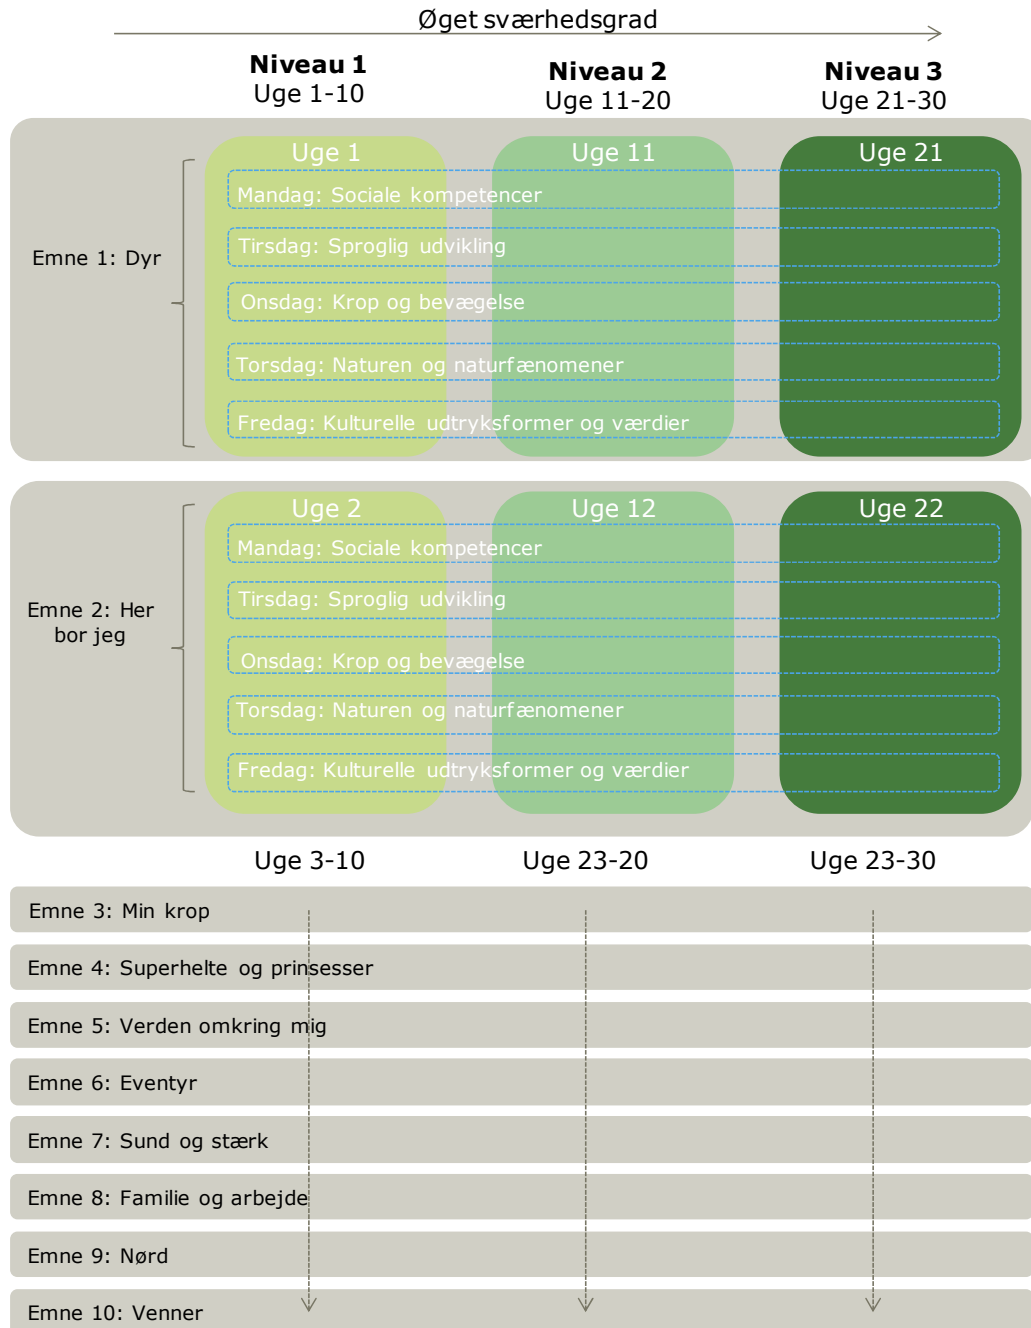 Øget sværhedsgrad
Niveau 1
Uge 1-10
Niveau 2
Uge 11-20
Niveau 3
Uge 21-30
Emne 1: Dyr
Uge 1
Uge 11
Uge 21
Mandag: Sociale kompetencer
Tirsdag: Sproglig udvikling
Onsdag: Krop og bevægelse
Torsdag: Naturen og naturfænomener
Fredag: Kulturelle udtryksformer og værdier
Emne 2: Her
bor jeg
Uge 2
Uge 12
Uge 22
Mandag: Sociale kompetencer
Tirsdag: Sproglig udvikling
Onsdag: Krop og bevægelse
Torsdag: Naturen og naturfænomener
Fredag: Kulturelle udtryksformer og værdier
Uge 3-10
Uge 23-20
Uge 23-30
Emne 3: Min krop
Emne 4: Superhelte og prinsesser
Emne 5: Verden omkring mig
Emne 6: Eventyr
Emne 7: Sund og stærk
Emne 8: Familie og arbejde
Emne 9: Nørd
Emne 10: Venner